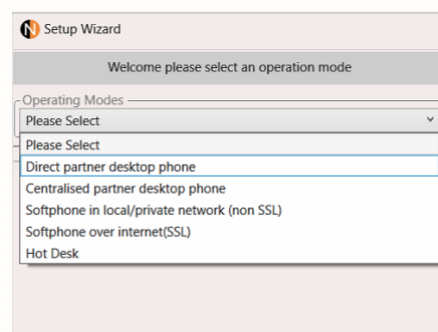 Setup Wizard
Welcome please select an operation mode
Operating Modes
Please Select
Please Select
Direct partner desktop phone
Centralised partner desktop phone
Softphone in local/private network (non SSL)
Softphone over internet(SSL)
Hot Desk